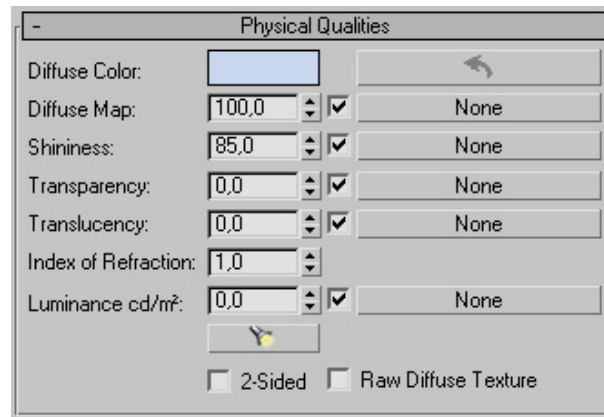 - Physical Qualities
Diffuse Color:
Diffuse Map: 100,0 None
Shininess: 85,0 None
Transparency: 0,0 None
Translucency: 0,0 None
Index of Refraction: 1,0
Luminance cd/m²: 0,0 None
2-Sided Raw Diffuse Texture